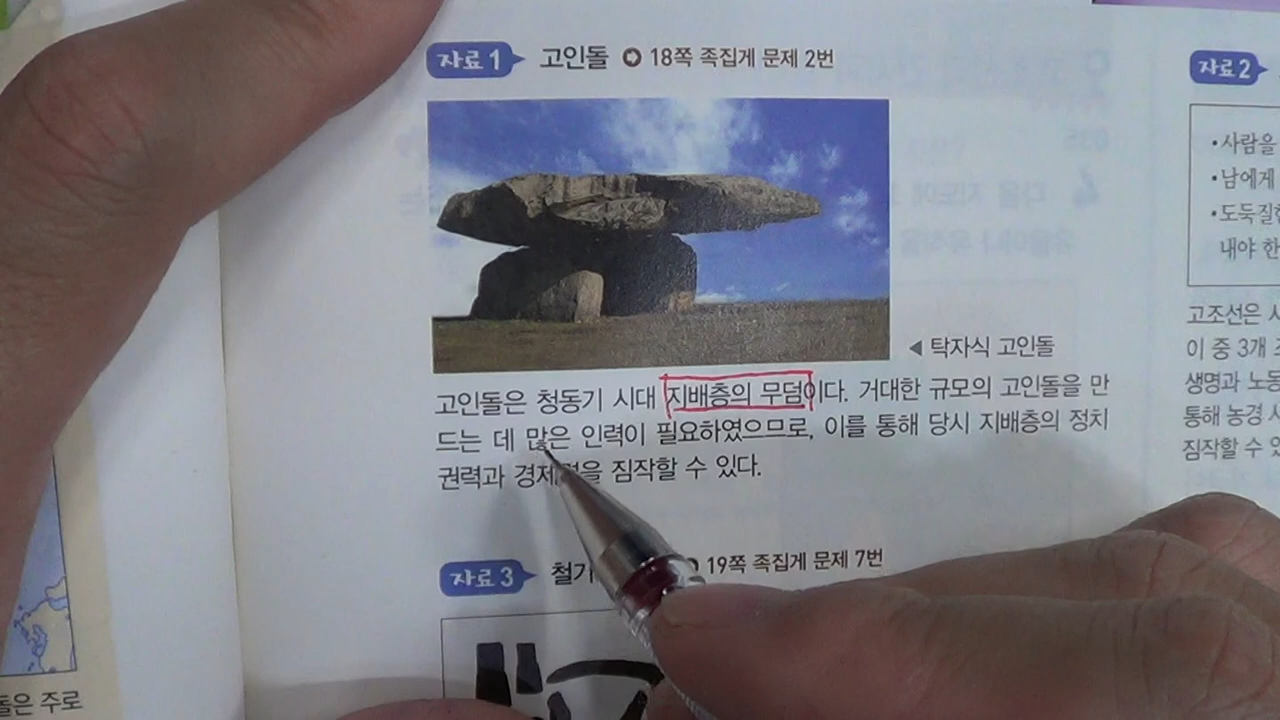 자료 1 고인돌 18쪽 족집게 문제 2번
◀ 탁자식 고인돌
고인돌은 청동기 시대 지배층의 무덤이다. 거대한 규모의 고인돌을 만
드는 데 많은 인력이 필요하였으므로, 이를 통해 당시 지배층의 정치
권력과 을 짐작할 수 있다.
자료 3 19쪽 족집게 문제 7번
자료 2
•사람을
•남에게
•도둑질
내야 한
고조선은
이 중 3개
생명과 노동
통해 농경
짐작할 수
은 주로